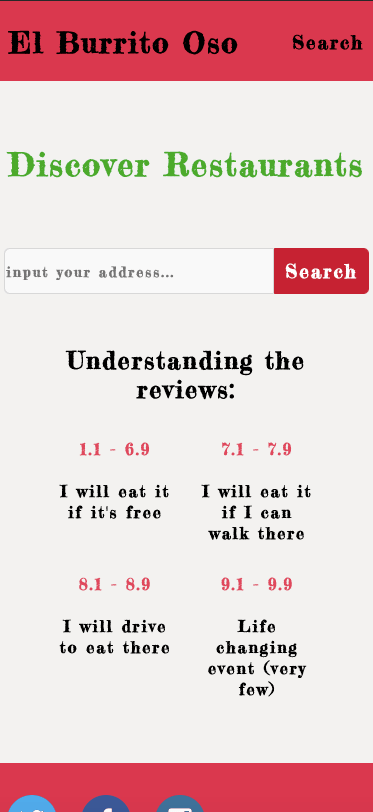 El Burrito Oso
Search
Discover Restaurants
input your address...
Search
Understanding the
reviews:
1.1 - 6.9
I will eat it
if it's free
7.1 - 7.9
I will eat it
if I can
walk there
8.1 - 8.9
I will drive
to eat there
9.1 - 9.9
Life
changing
event (very
few)